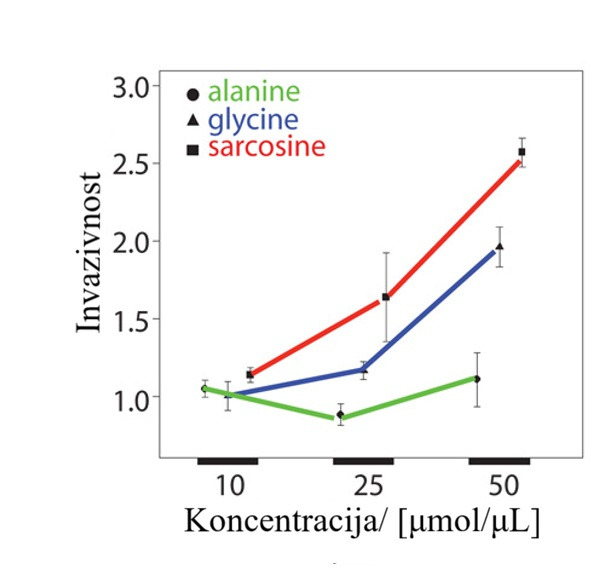 alanine
glycine
sarcosine
3.0
2.5
2.0
1.5
1.0
Invazivnost
10 25 50
Koncentracija/ [μmol/μL]